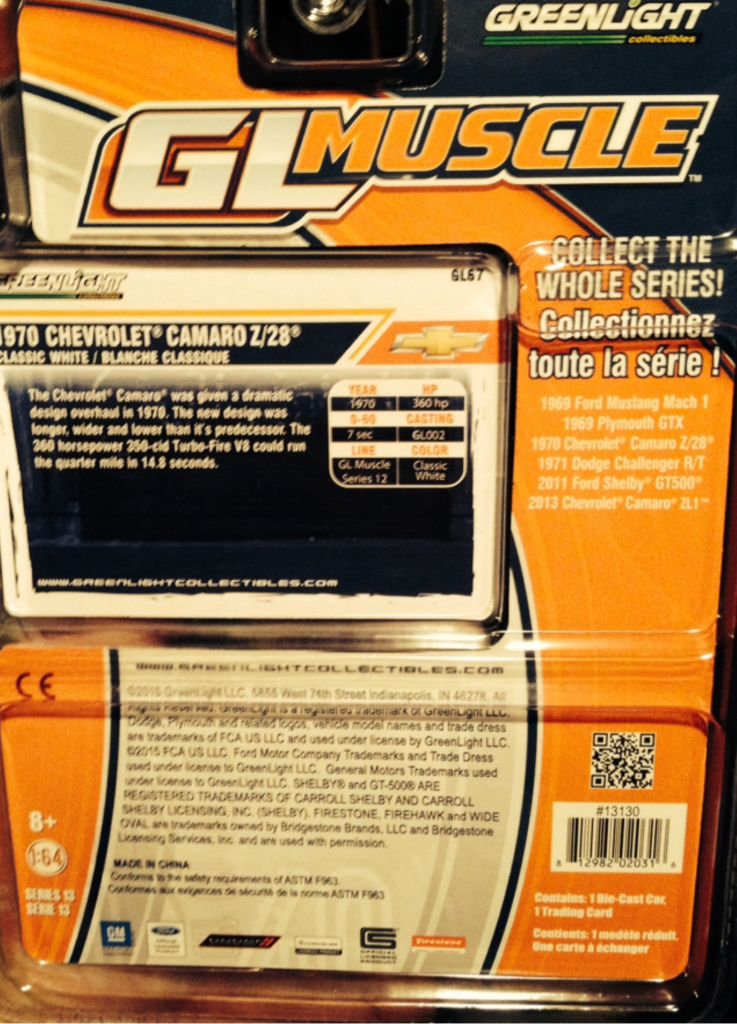 GREENLiGHT
collectibles
GL MUSCLE™
COLLECT THE
WHOLE SERIES!
Collectionnez
toute la série !
1969 Ford Mustang Mach 1
1969 Plymouth GTX
1970 Chevrolet® Camaro Z/28®
1971 Dodge Challenger R/T
2011 Ford Shelby® GT500®
2013 Chevrolet® Camaro® ZL1™
GREENLiGHT
collectibles
GL67
1970 CHEVROLET® CAMARO Z/28®
CLASSIC WHITE / BLANCHE CLASSIQUE
The Chevrolet® Camaro® was given a dramatic
design overhaul in 1970. The new design was
longer, wider and lower than it's predecessor. The
360 horsepower 350-cid Turbo-Fire V8 could run
the quarter mile in 14.8 seconds.
YEAR HP
1970 360 hp
0-60 CASTING
7 sec GL002
LINE COLOR
GL Muscle Classic
Series 12 White
WWW.GREENLIGHTCOLLECTIBLES.COM
WWW.GREENLIGHTCOLLECTIBLES.COM
CE
©2015 GreenLight LLC, 5855 West 74th Street Indianapolis, IN 46278. All
Rights Reserved. GreenLight is a registered trademark of GreenLight LLC.
Dodge, Plymouth and related logos, vehicle model names and trade dress
are trademarks of FCA US LLC and used under license by GreenLight LLC.
©2015 FCA US LLC. Ford Motor Company Trademarks and Trade Dress
used under license to GreenLight LLC. General Motors Trademarks used
under license to GreenLight LLC. SHELBY® and GT-500® ARE
REGISTERED TRADEMARKS OF CARROLL SHELBY AND CARROLL
SHELBY LICENSING, INC. (SHELBY). FIRESTONE, FIREHAWK and WIDE
OVAL are trademarks owned by Bridgestone Brands, LLC and Bridgestone
Licensing Services, Inc. and are used with permission.
MADE IN CHINA
Conforms to the safety requirements of ASTM F963.
Conformes aux exigences de sécurité de la norme ASTM F963
8+
1:64
SERIES 13
SÉRIE 13
#13130
8 12982 02031 6
Contains: 1 Die-Cast Car,
1 Trading Card
Contients: 1 modèle réduit,
Une carte à échanger
GM
Ford
DODGE
OFFICIAL
LICENSED
PRODUCT
Firestone